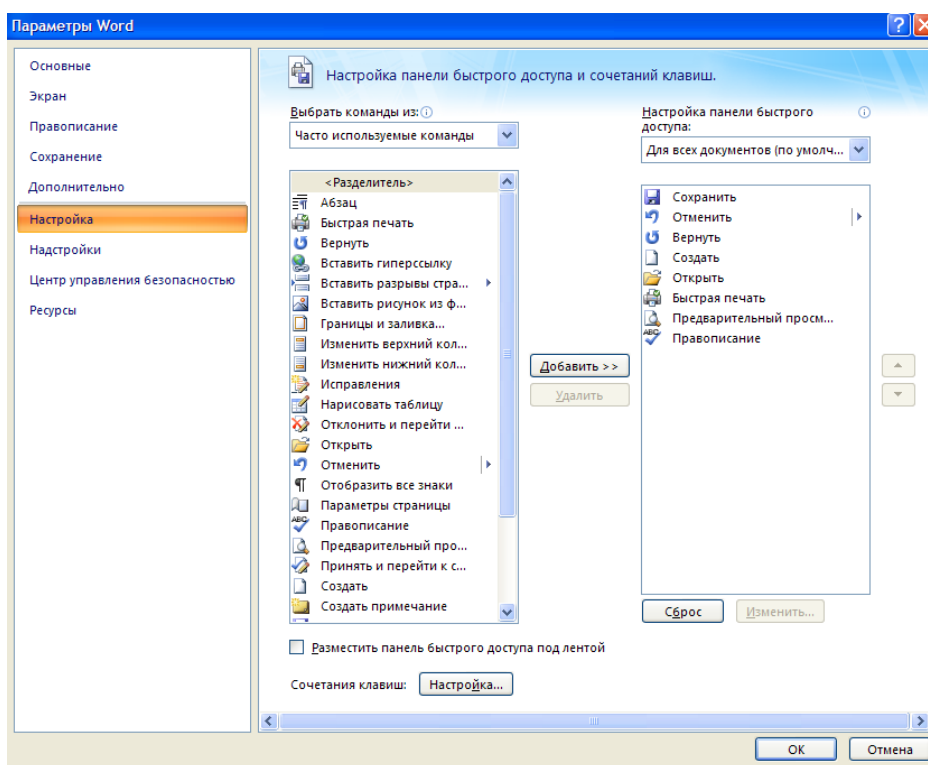 Параметры Word
Основные
Экран
Правописание
Сохранение
Дополнительно
Настройка
Надстройки
Центр управления безопасностью
Ресурсы
Настройка панели быстрого доступа и сочетаний клавиш.
Выбрать команды из:
Часто используемые команды
<Разделитель>
Абзац
Быстрая печать
Вернуть
Вставить гиперссылку
Вставить разрывы стра...
Вставить рисунок из ф...
Границы и заливка...
Изменить верхний кол...
Изменить нижний кол...
Исправления
Нарисовать таблицу
Отклонить и перейти ...
Открыть
Отменить
Отобразить все знаки
Параметры страницы
Правописание
Предварительный про...
Принять и перейти к с...
Создать
Создать примечание
Добавить >>
Удалить
Настройка панели быстрого
доступа:
Для всех документов (по умолч...
Сохранить
Отменить
Вернуть
Создать
Открыть
Быстрая печать
Предварительный просм...
Правописание
Сброс
Изменить...
Разместить панель быстрого доступа под лентой
Сочетания клавиш:
Настройка...
ОК
Отмена